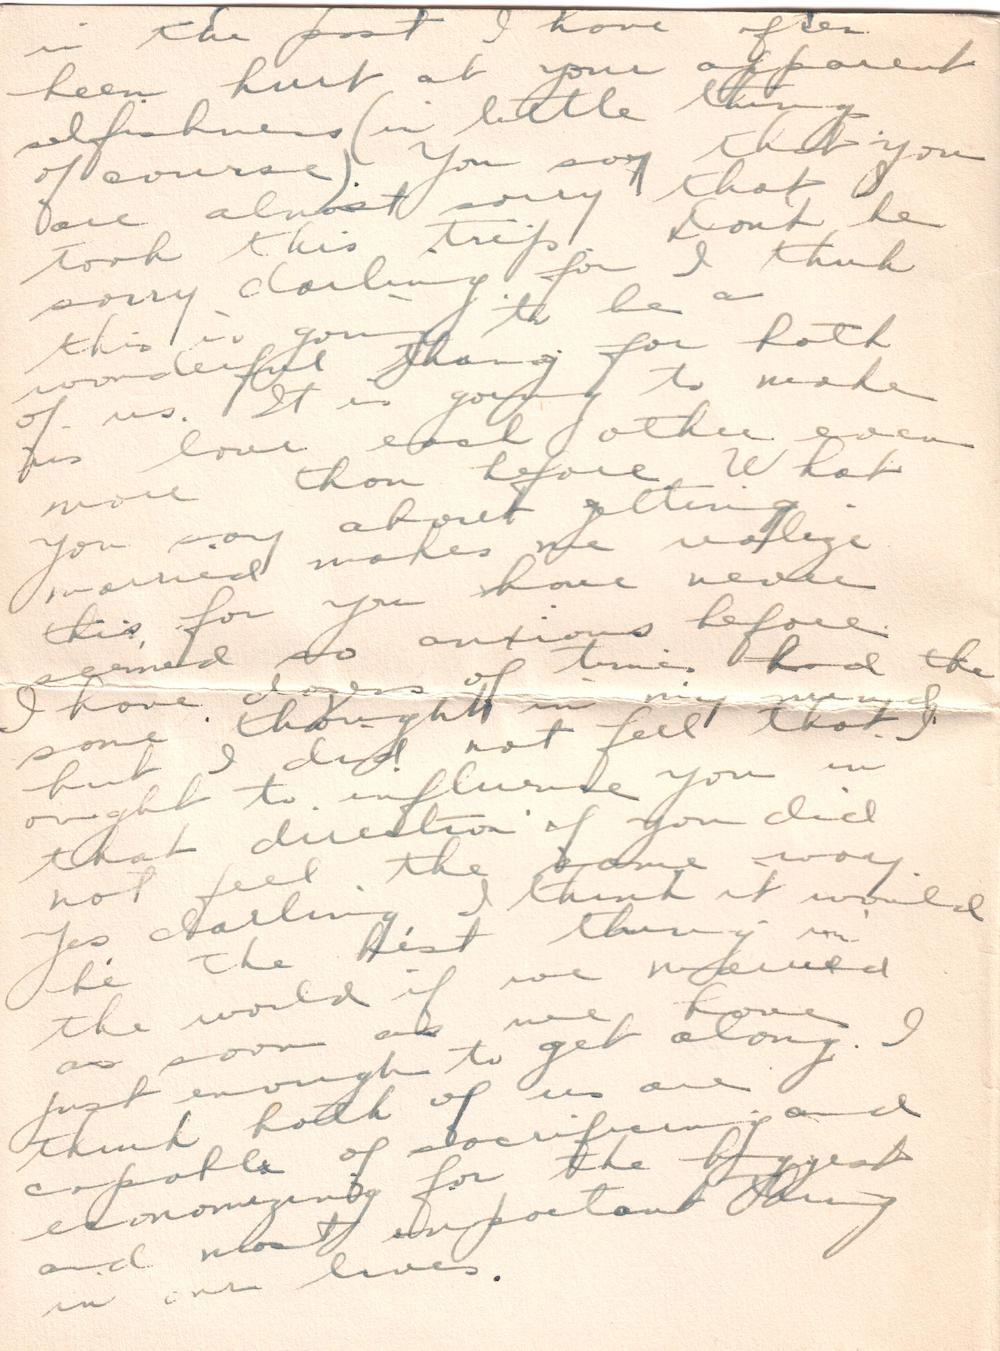 in the past I have often
been hurt at your apparent
selfishness (in little things
of course). You say that you
are almost sorry that I
took this trip. Dont be
sorry darling for I think
this is going to be a
wonderful thing for both
of us. It is going to make
us love each other even
more than before. What
you say about getting
married makes me realize
this, for you have never
seemed so anxious before.
I have dozens of times had the
same thought in my mind
but I did not feel that I
ought to influence you in
that direction if you did
not feel the same way.
Yes darling I think it would
be the best thing in
the world if we married
as soon as we have
just enough to get along. I
think both of us are
capable of sacrificing and
economizing for the biggest
and most important thing
in our lives.